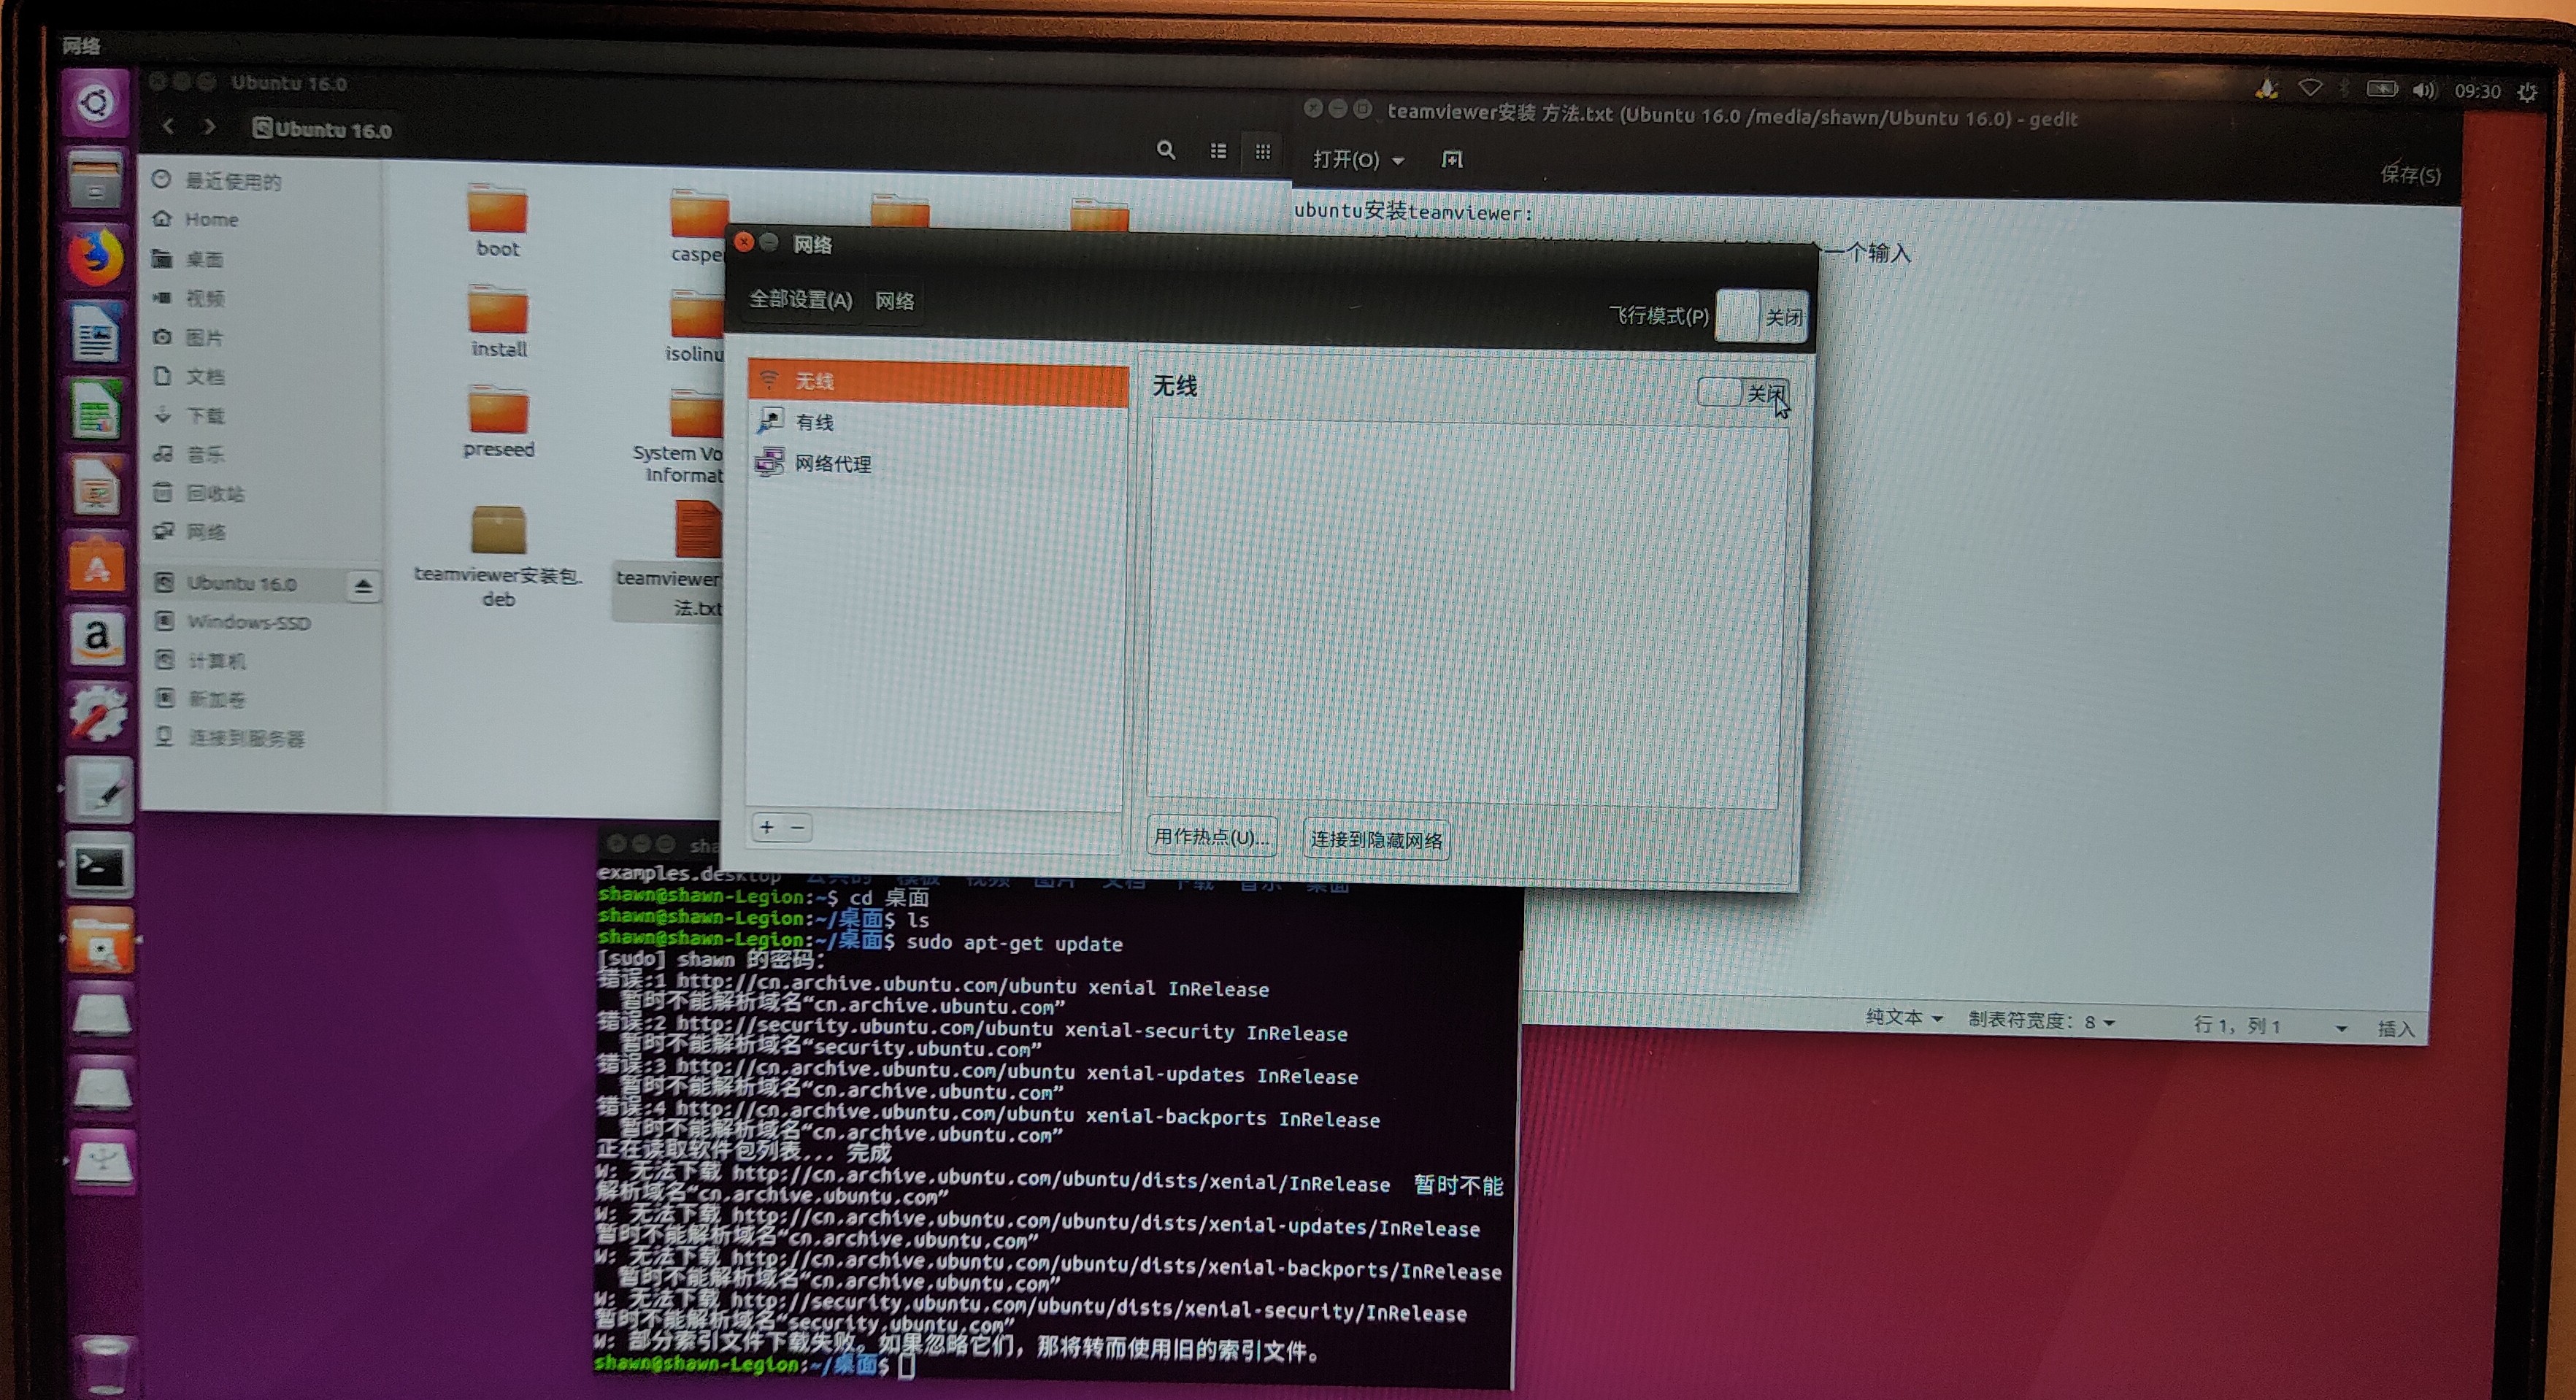 网络
Ubuntu 16.0
Ubuntu 16.0
最近使用的
Home
桌面
视频
图片
文档
下载
音乐
回收站
网络
Ubuntu 16.0
Windows-SSD
计算机
新加卷
连接到服务器
boot
caspe
install
isolinu
preseed
System Vo
Informat
teamviewer安装包.
deb
teamviewer
法.txt
09:30
teamviewer安装 方法.txt (Ubuntu 16.0 /media/shawn/Ubuntu 16.0) - gedit
打开(O)
保存(S)
ubuntu安装teamviewer:
一个输入
纯文本
制表符宽度: 8
行 1, 列 1
插入
网络
全部设置(A)
网络
飞行模式(P)
关闭
无线
有线
网络代理
无线
关闭
+ −
用作热点(U)...
连接到隐藏网络
sha
examples.desktop
shawn@shawn-Legion:~$ cd 桌面
shawn@shawn-Legion:~/桌面$ ls
shawn@shawn-Legion:~/桌面$ sudo apt-get update
[sudo] shawn 的密码:
错误:1 http://cn.archive.ubuntu.com/ubuntu xenial InRelease
暂时不能解析域名“cn.archive.ubuntu.com”
错误:2 http://security.ubuntu.com/ubuntu xenial-security InRelease
暂时不能解析域名“security.ubuntu.com”
错误:3 http://cn.archive.ubuntu.com/ubuntu xenial-updates InRelease
暂时不能解析域名“cn.archive.ubuntu.com”
错误:4 http://cn.archive.ubuntu.com/ubuntu xenial-backports InRelease
暂时不能解析域名“cn.archive.ubuntu.com”
正在读取软件包列表... 完成
W: 无法下载 http://cn.archive.ubuntu.com/ubuntu/dists/xenial/InRelease 暂时不能
解析域名“cn.archive.ubuntu.com”
W: 无法下载 http://cn.archive.ubuntu.com/ubuntu/dists/xenial-updates/InRelease
暂时不能解析域名“cn.archive.ubuntu.com”
W: 无法下载 http://cn.archive.ubuntu.com/ubuntu/dists/xenial-backports/InRelease
暂时不能解析域名“cn.archive.ubuntu.com”
W: 无法下载 http://security.ubuntu.com/ubuntu/dists/xenial-security/InRelease
暂时不能解析域名“security.ubuntu.com”
W: 部分索引文件下载失败。如果忽略它们，那将转而使用旧的索引文件。
shawn@shawn-Legion:~/桌面$